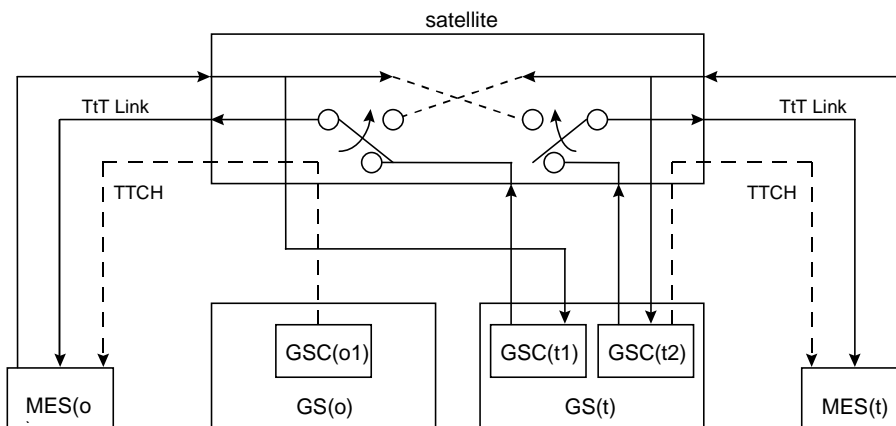 satellite
TtT Link
TtT Link
TTCH
TTCH
GSC(o1)
GSC(t1)
GSC(t2)
MES(o
GS(o)
GS(t)
MES(t)